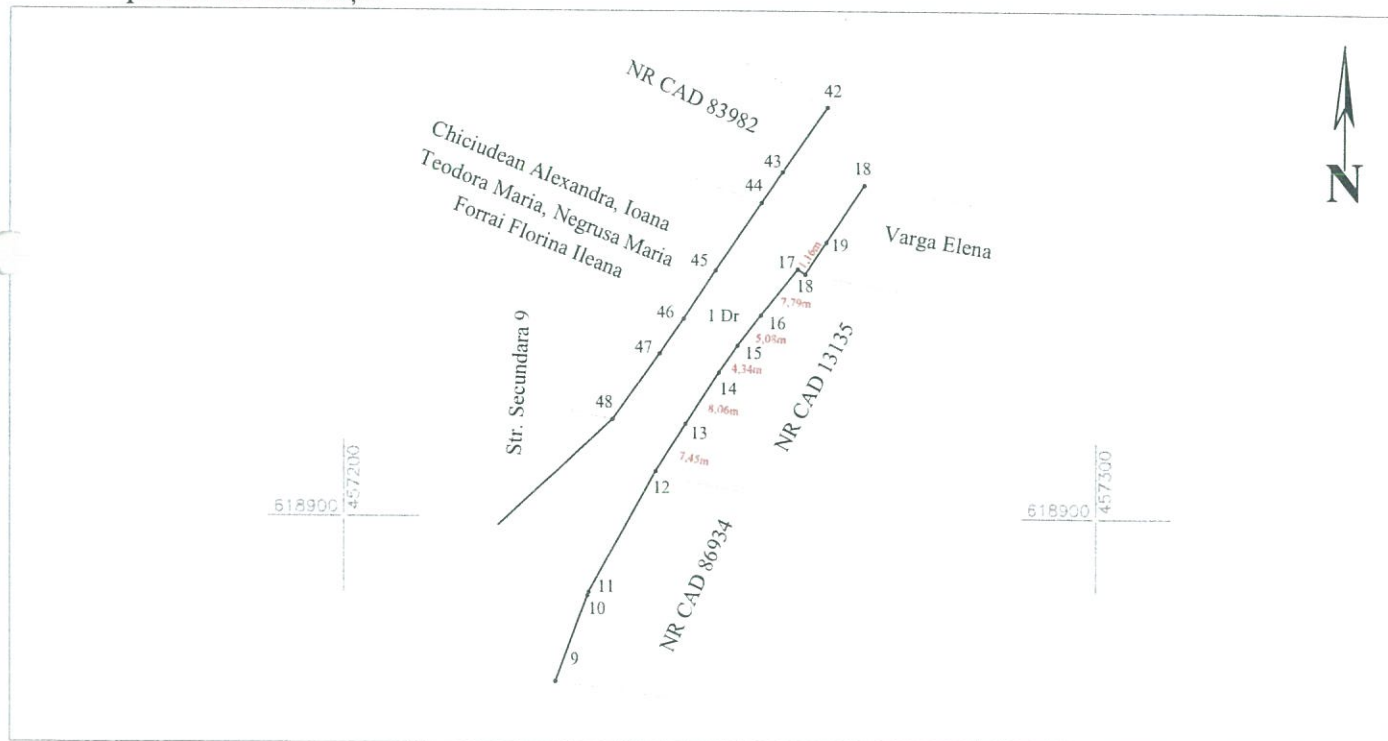 NR CAD 83982
42
Chiciudean Alexandra, Ioana
Teodora Maria, Negrusa Maria
Forrai Florina Ileana
43
44
18
N
45
17
1,16m
19
Varga Elena
18
46
1 Dr
7,79m
16
47
5,08m
15
4,34m
14
NR CAD 13135
Str. Secundara 9
48
8,06m
13
7,45m
12
618900
457200
618900
457300
11
10
NR CAD 86934
9